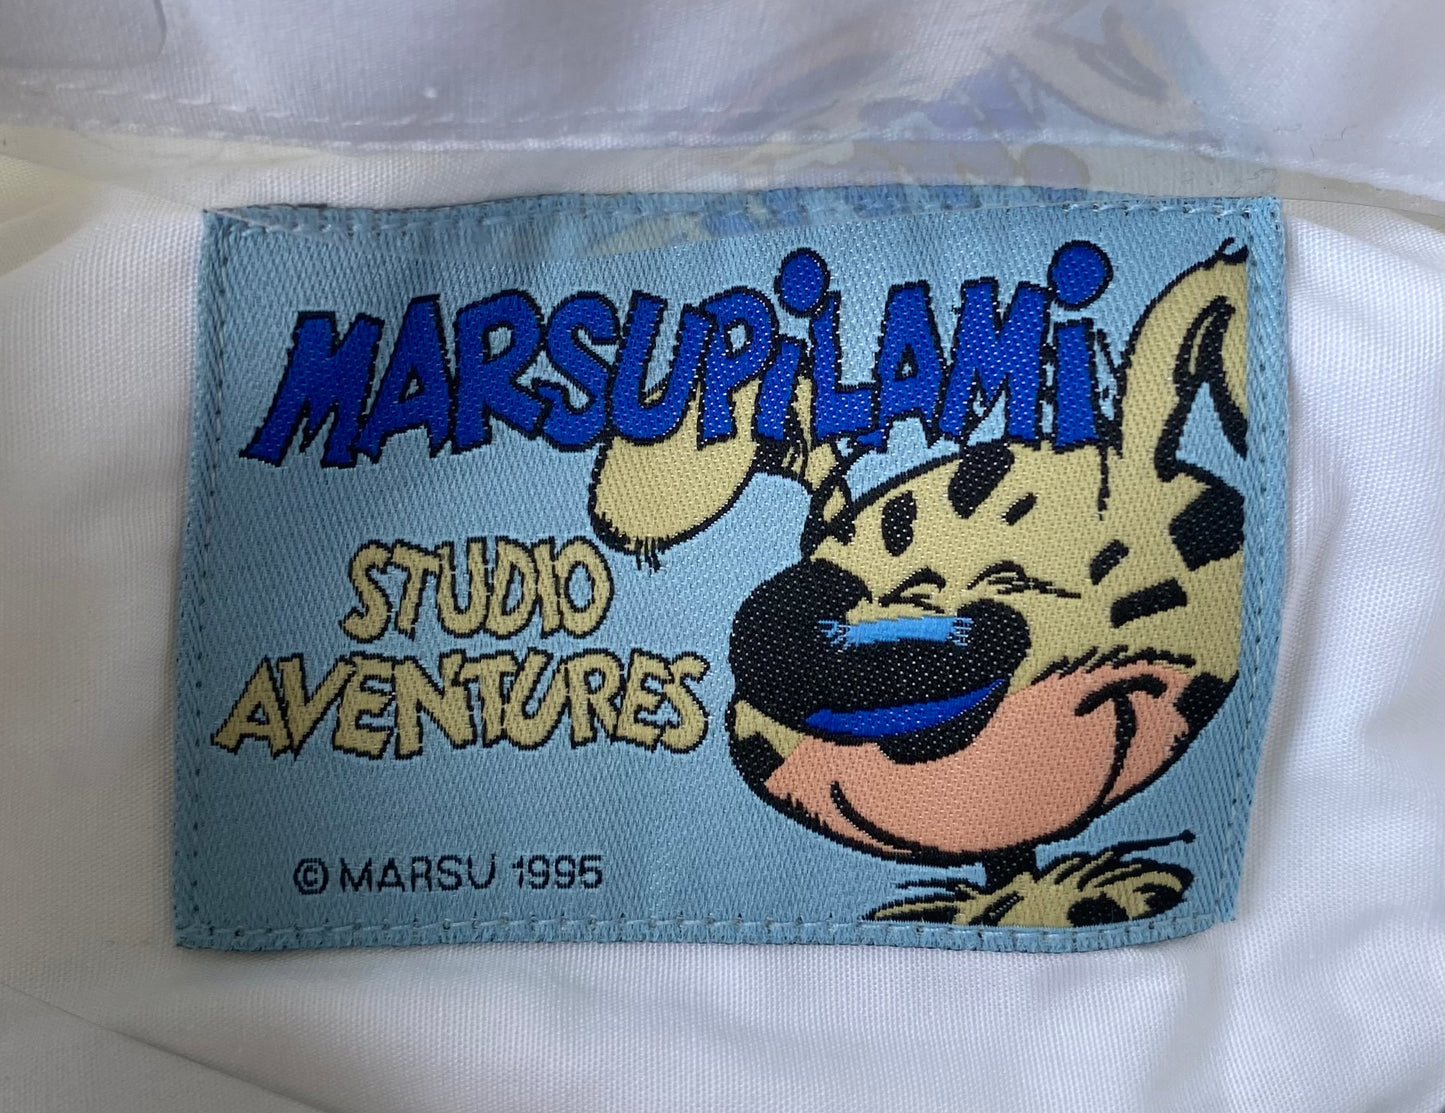 MARSUPiLAMi
STUDIO
AVENTURES
© MARSU 1995